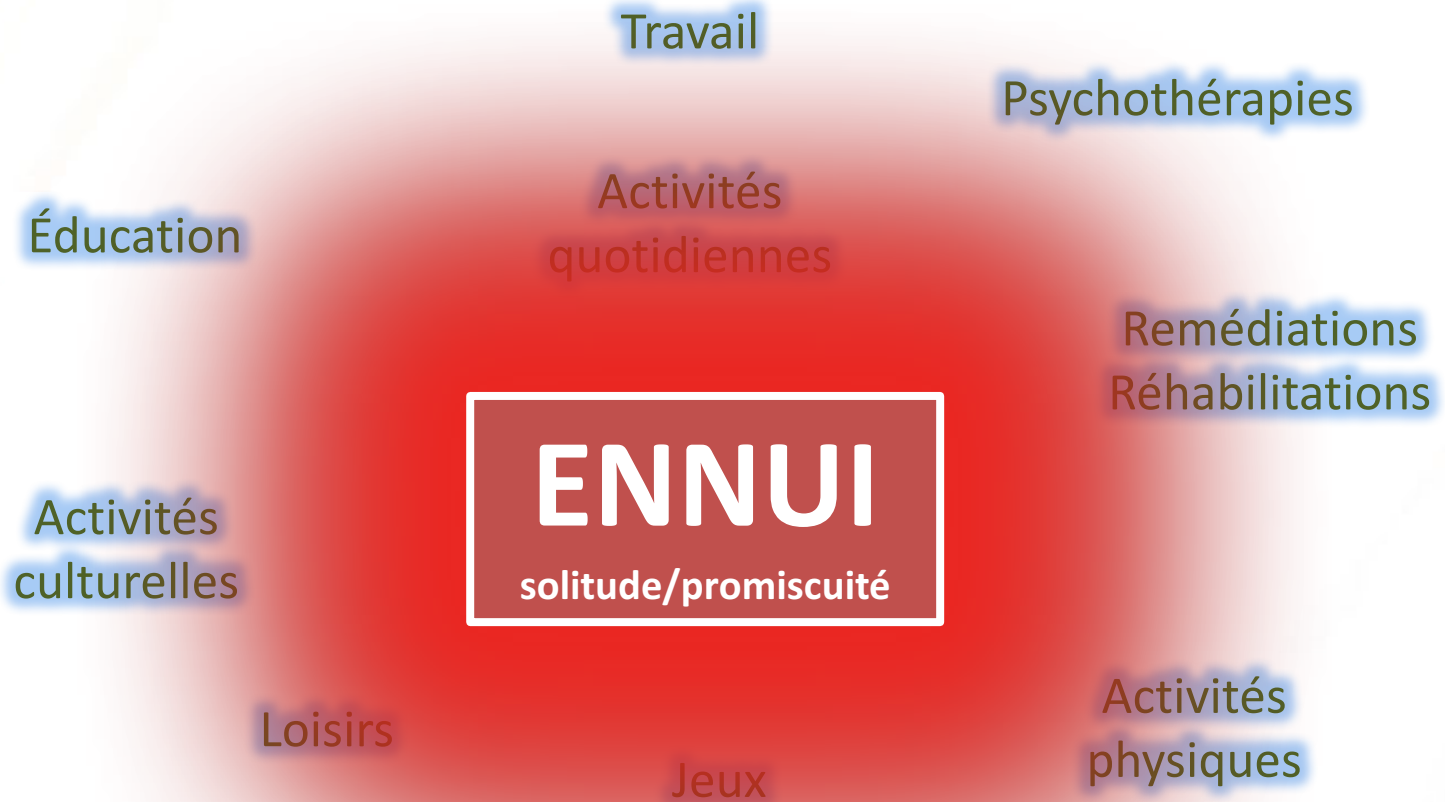 Travail
Psychothérapies
Activités
quotidiennes
Éducation
Remédiations
Réhabilitations
ENNUI
solitude/promiscuité
Activités
culturelles
Loisirs
Activités
physiques
Jeux